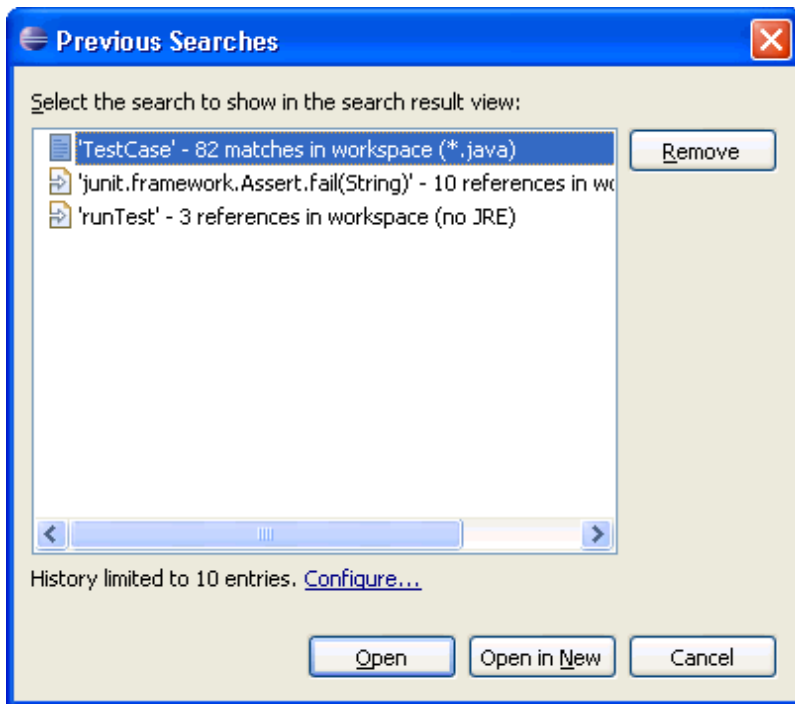 Previous Searches
Select the search to show in the search result view:
'TestCase' - 82 matches in workspace (*.java)
Remove
'junit.framework.Assert.fail(String)' - 10 references in
'runTest' - 3 references in workspace (no JRE)
History limited to 10 entries. Configure...
Open
Open in New
Cancel